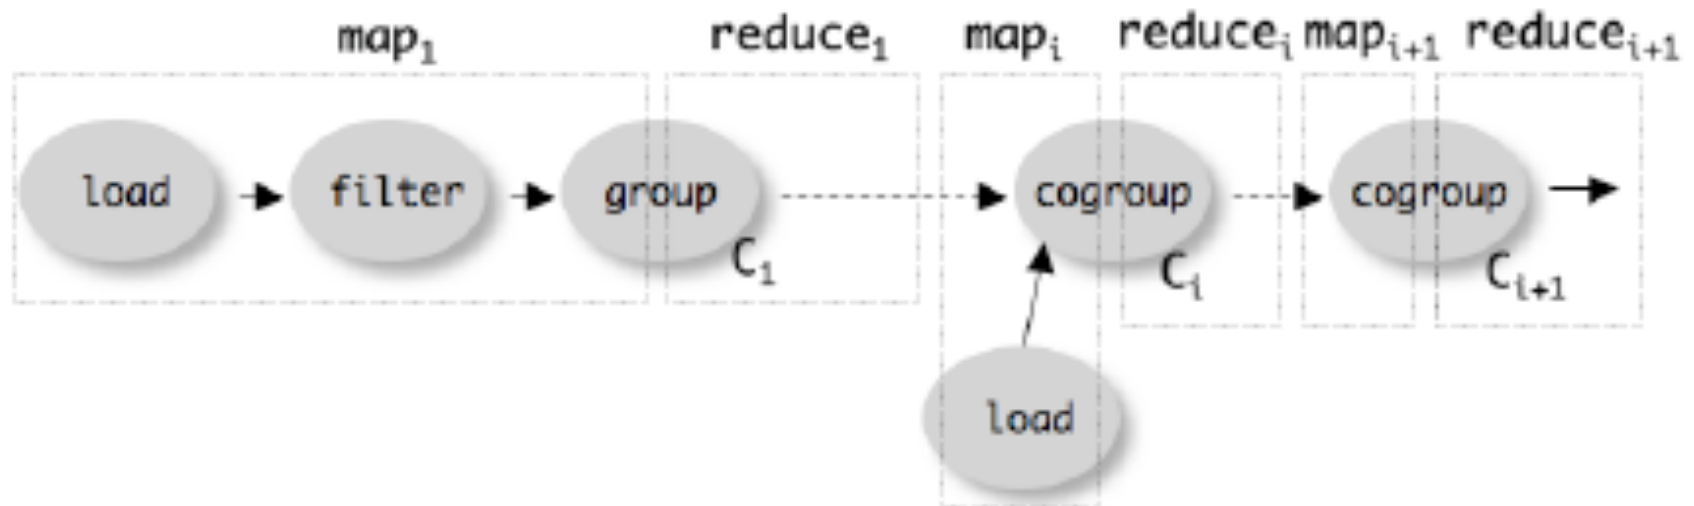 map₁ reduce₁ mapᵢ reduceᵢ mapᵢ₊₁ reduceᵢ₊₁
load filter group cogroup cogroup
C₁ Cᵢ Cᵢ₊₁
load